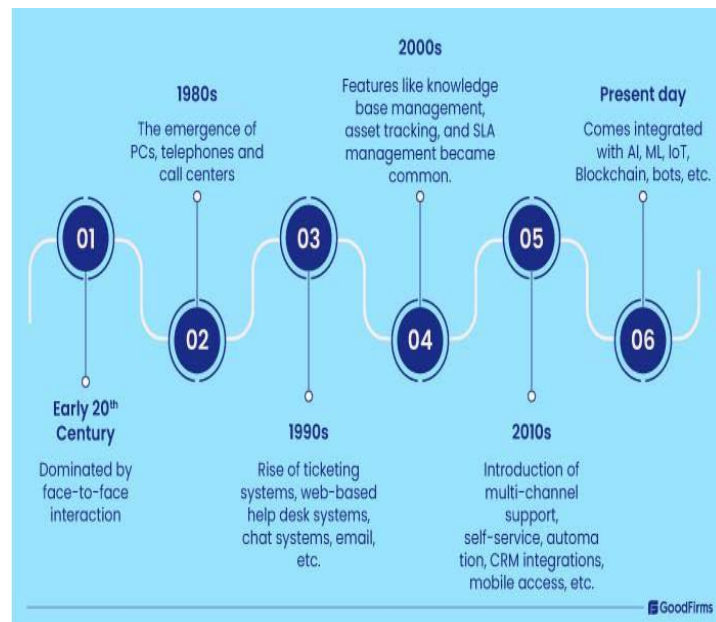 01
Early 20th
Century
Dominated by
face-to-face
interaction
1980s
The emergence of
PCs, telephones and
call centers
02
03
1990s
Rise of ticketing
systems, web-based
help desk systems,
chat systems, email,
etc.
2000s
Features like knowledge
base management,
asset tracking, and SLA
management became
common.
04
05
2010s
Introduction of
multi-channel
support,
self-service, automa
tion, CRM integrations,
mobile access, etc.
Present day
Comes integrated
with AI, ML, IoT,
Blockchain, bots, etc.
06
GoodFirms